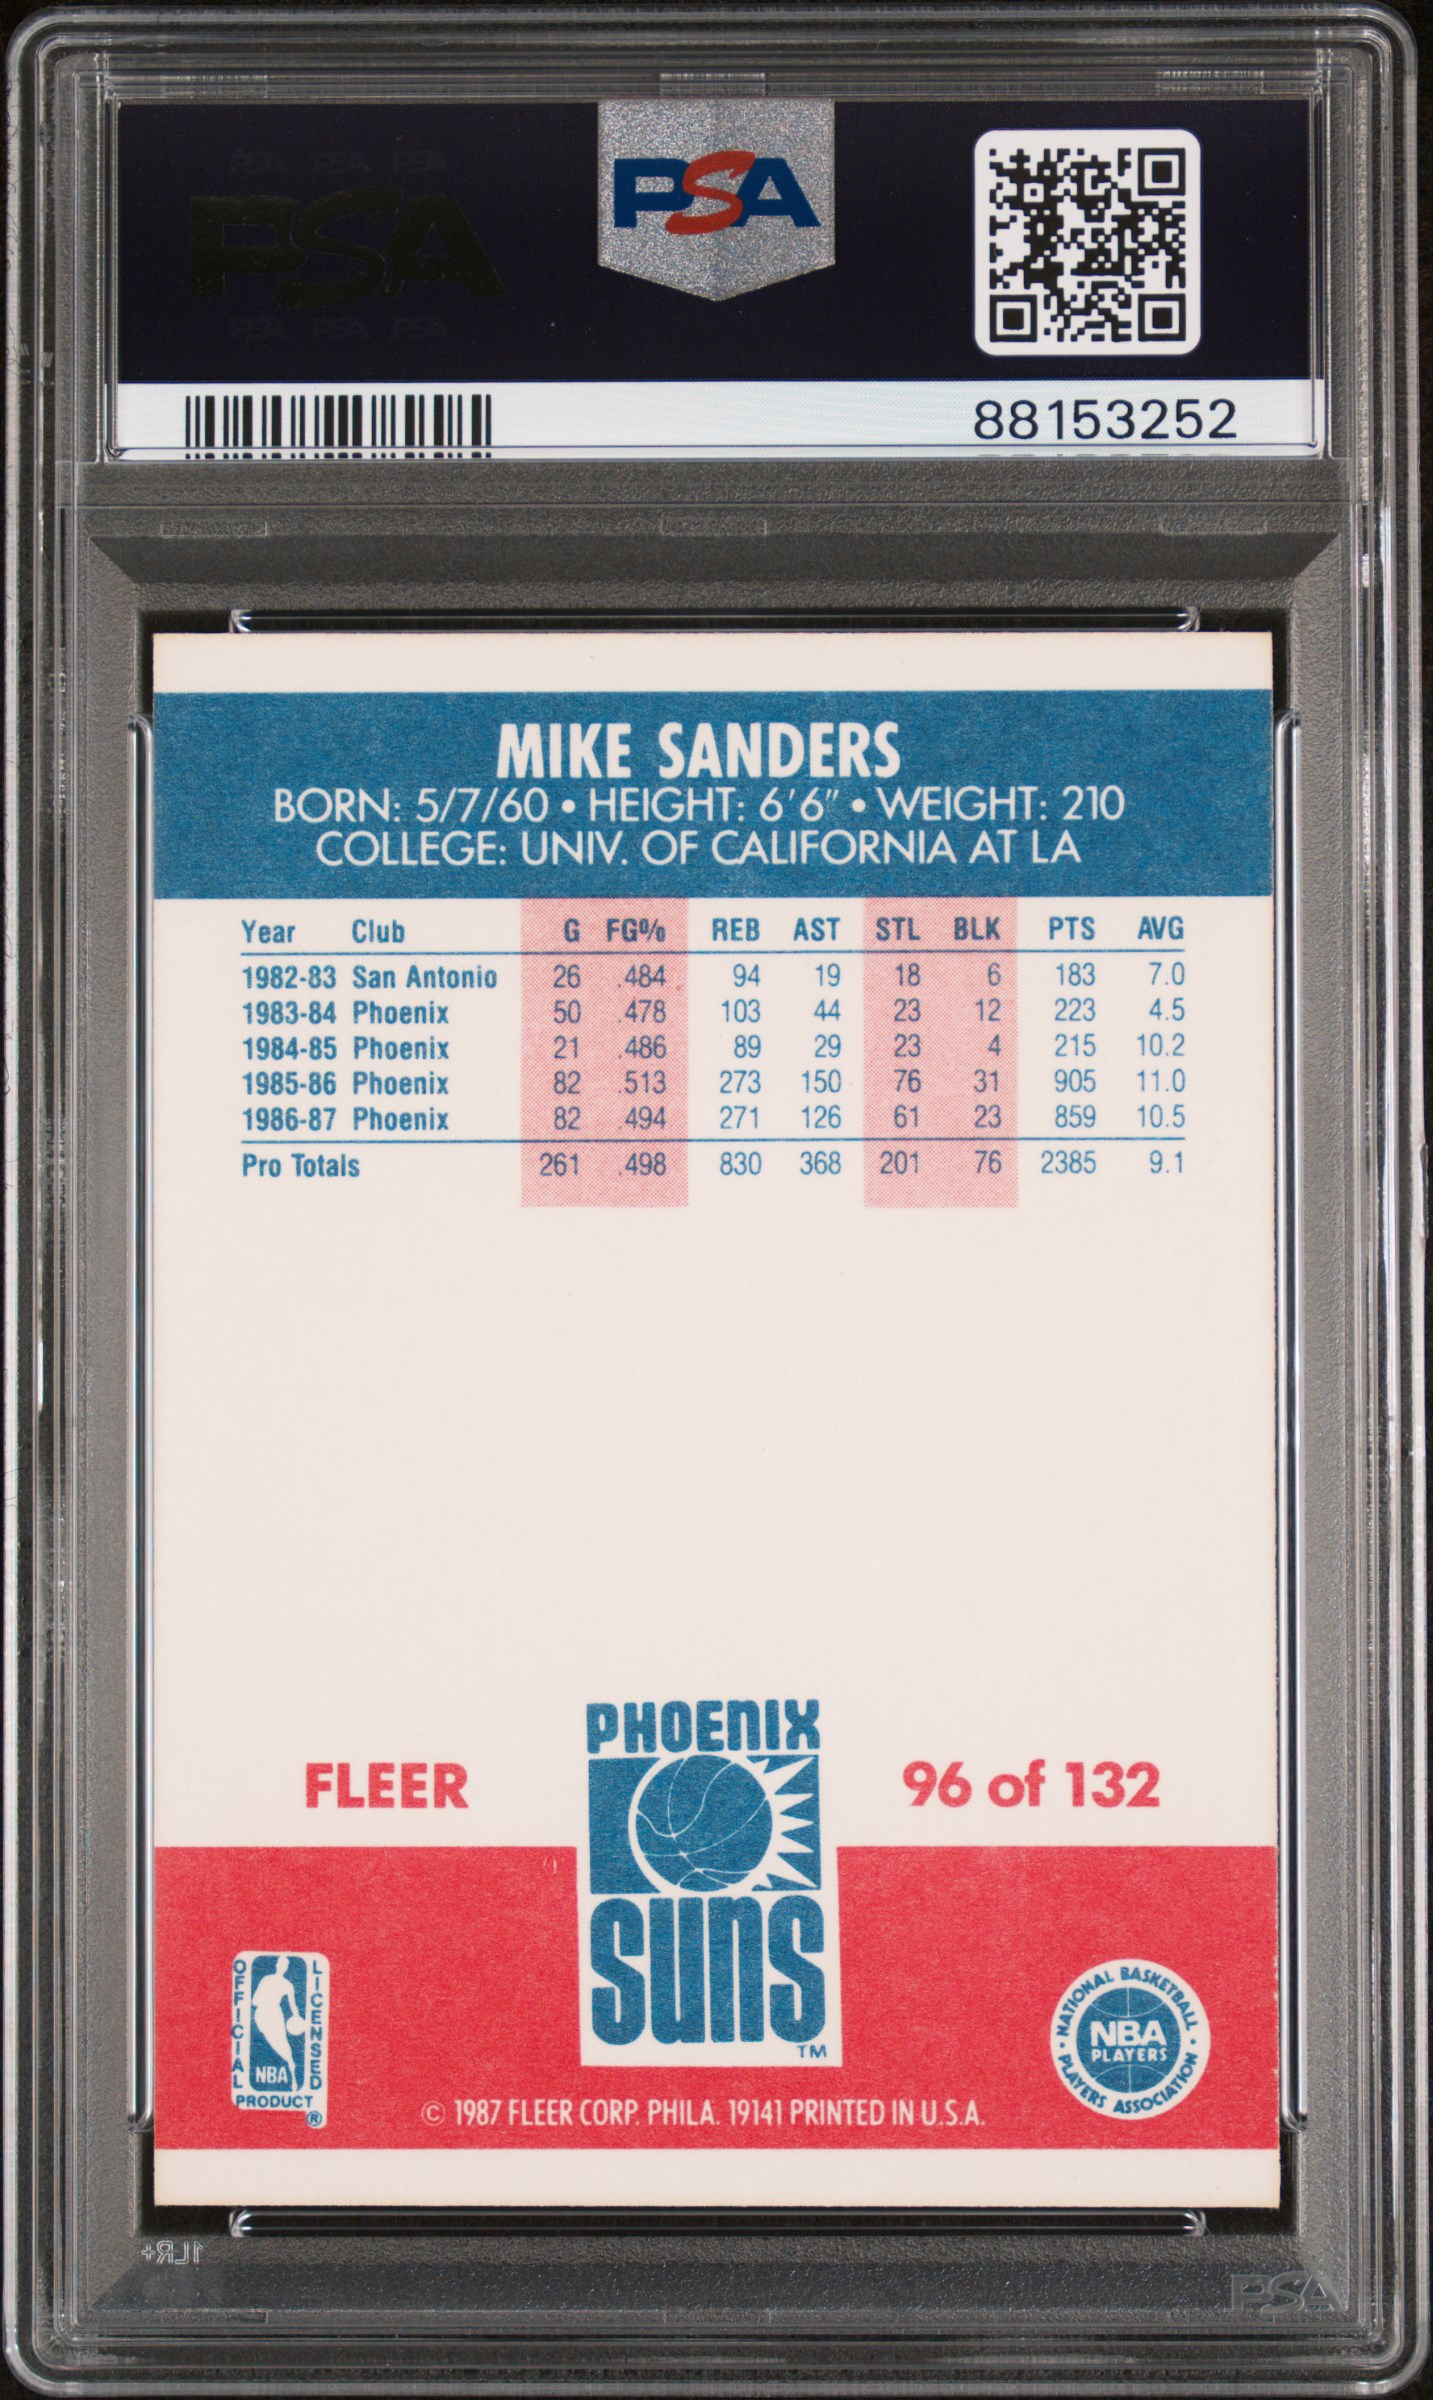 PSA
PSA
88153252
MIKE SANDERS
BORN: 5/7/60 • HEIGHT: 6'6" • WEIGHT: 210
COLLEGE: UNIV. OF CALIFORNIA AT LA
Year Club G FG% REB AST STL BLK PTS AVG
1982-83 San Antonio 26 .484 94 19 18 6 183 7.0
1983-84 Phoenix 50 .478 103 44 23 12 223 4.5
1984-85 Phoenix 21 .486 89 29 23 4 215 10.2
1985-86 Phoenix 82 .513 273 150 76 31 905 11.0
1986-87 Phoenix 82 .494 271 126 61 23 859 10.5
Pro Totals 261 .498 830 368 201 76 2385 9.1
PHOENIX
SUNS
TM
FLEER
96 of 132
OFFICIAL LICENSED
NBA
PRODUCT
®
NATIONAL BASKETBALL
NBA
PLAYERS
• PLAYERS ASSOCIATION •
© 1987 FLEER CORP. PHILA. 19141 PRINTED IN U.S.A.
1LR+
PSA